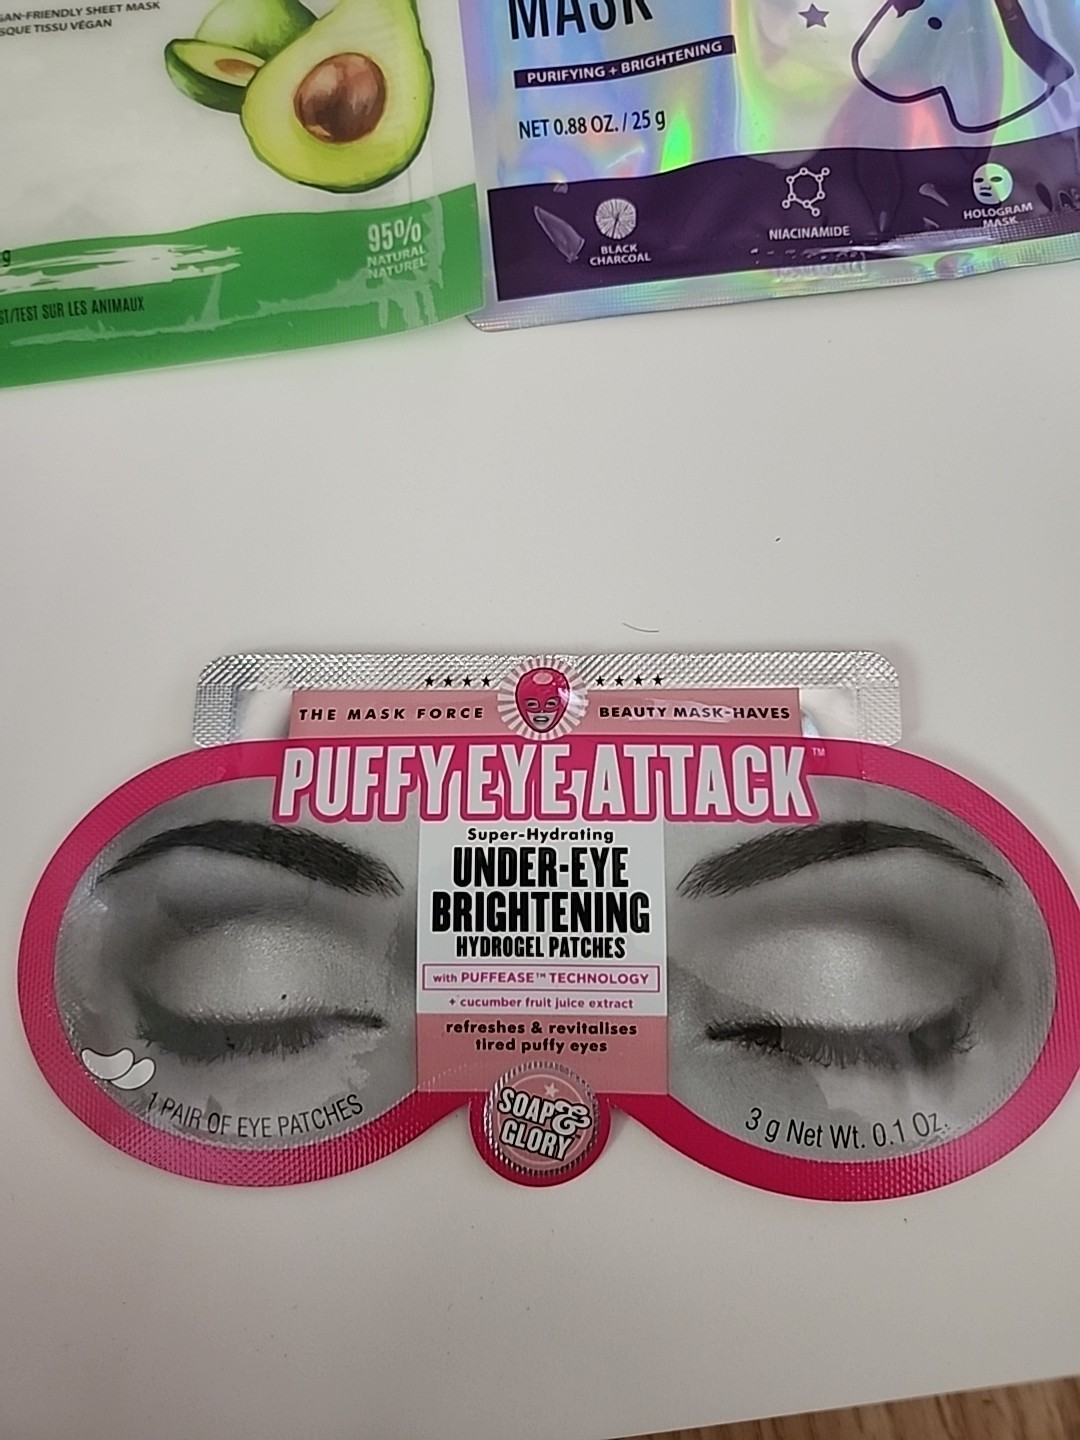 VEGAN-FRIENDLY SHEET MASK
MASQUE TISSU VÉGAN
95%
NATURAL
NATUREL
g
TEST/TEST SUR LES ANIMAUX
MASK
PURIFYING + BRIGHTENING
NET 0.88 OZ. / 25 g
BLACK
CHARCOAL
NIACINAMIDE
HOLOGRAM
MASK
THE MASK FORCE
BEAUTY MASK-HAVES
PUFFY EYE ATTACK™
Super-Hydrating
UNDER-EYE
BRIGHTENING
HYDROGEL PATCHES
with PUFFEASE™ TECHNOLOGY
+ cucumber fruit juice extract
refreshes & revitalises
tired puffy eyes
1 PAIR OF EYE PATCHES
SOAP &
GLORY
3 g Net Wt. 0.1 Oz.